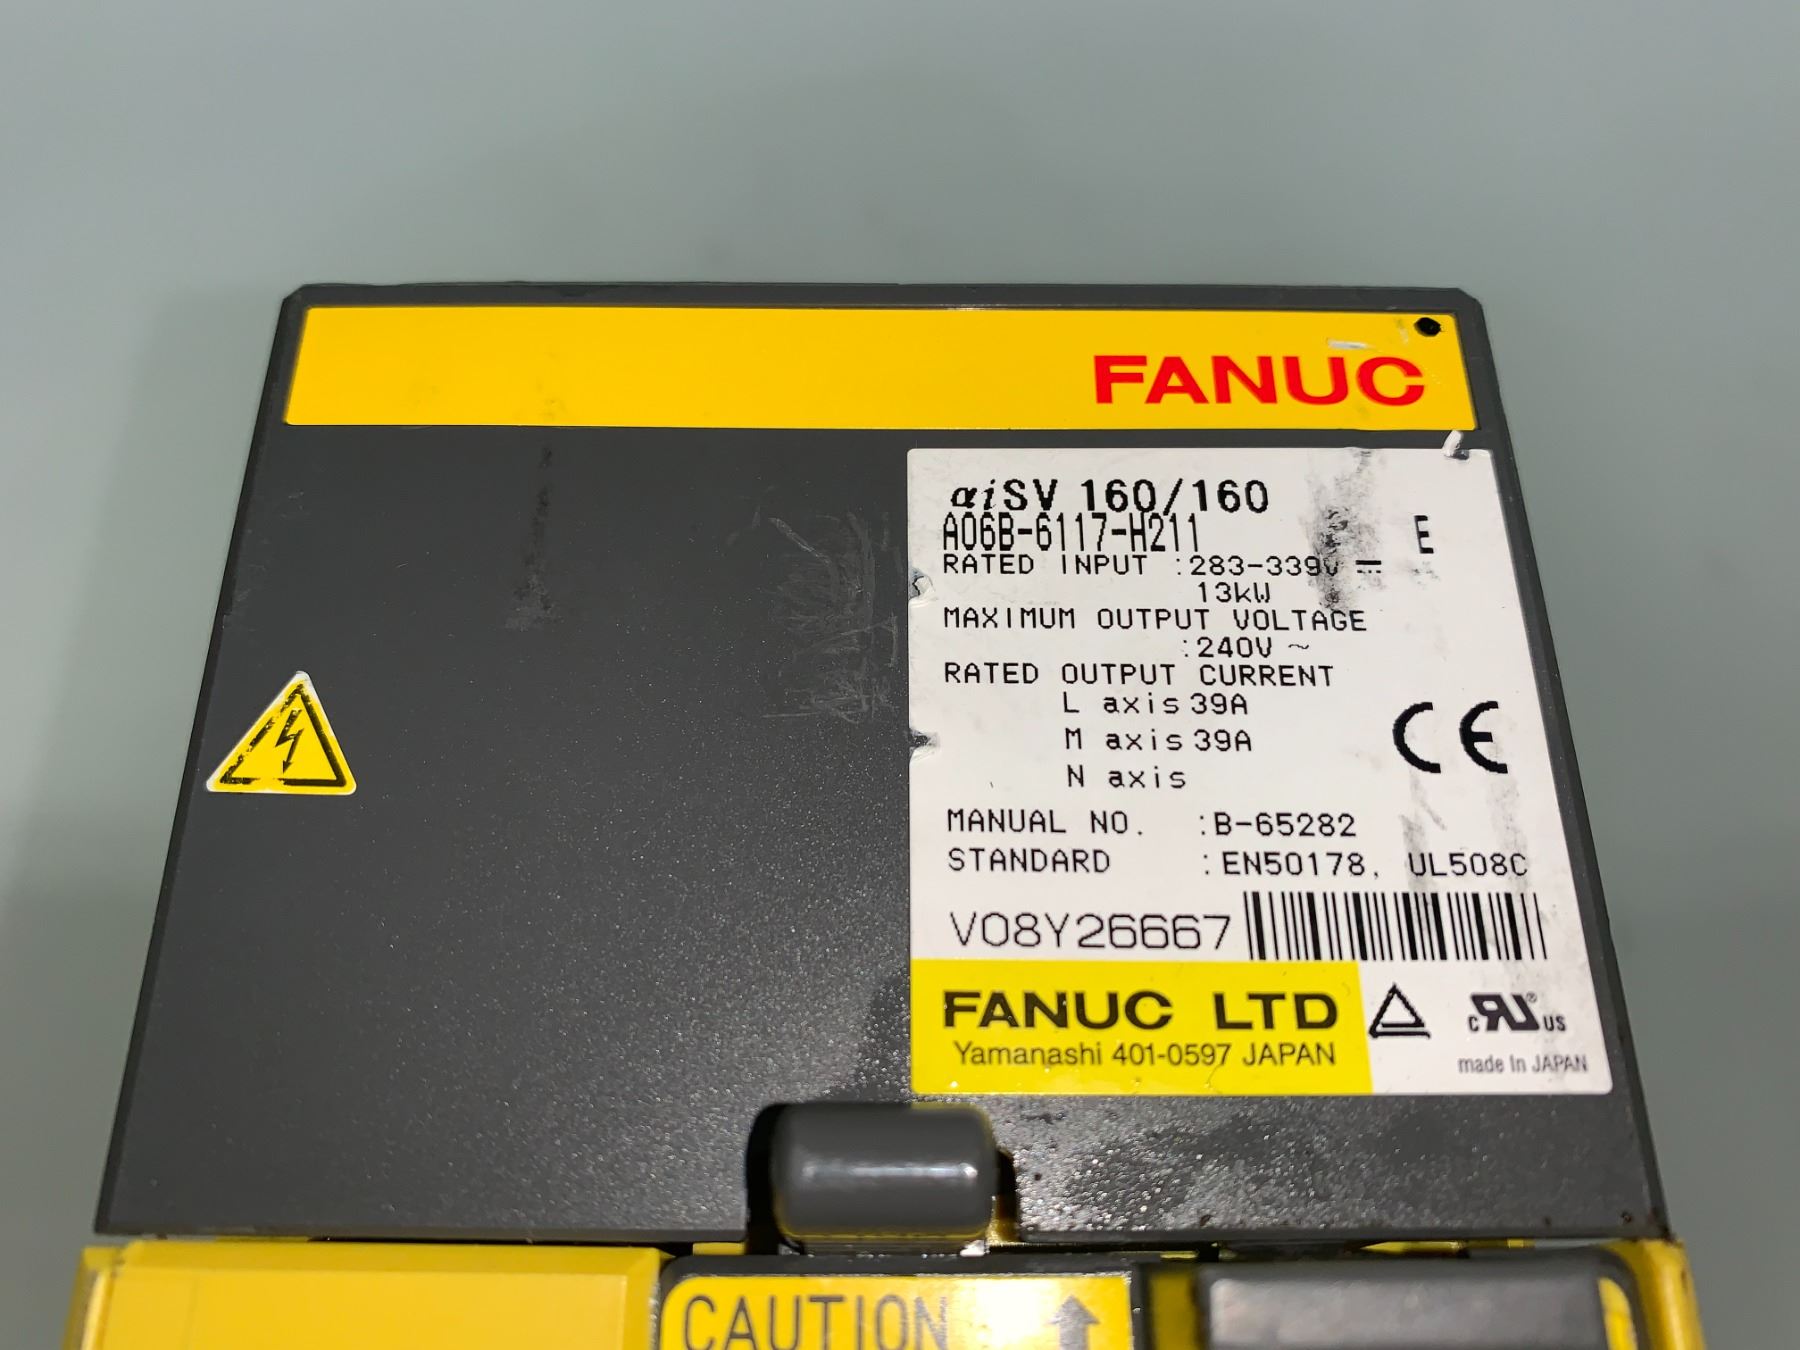 FANUC
αiSV 160/160
A06B-6117-H211 E
RATED INPUT :283-339V ⎓
13kW
MAXIMUM OUTPUT VOLTAGE
:240V ~
RATED OUTPUT CURRENT
L axis 39A
M axis 39A
N axis
MANUAL NO. :B-65282
STANDARD :EN50178, UL508C
V08Y26667
CE
FANUC LTD
Yamanashi 401-0597 JAPAN
c RU ® US
made in JAPAN
CAUTION